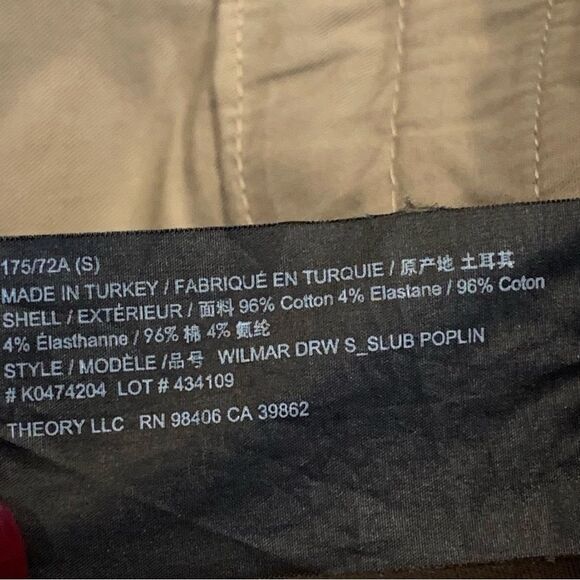 175/72A (S)
MADE IN TURKEY / FABRIQUÉ EN TURQUIE / 原产地 土耳其
SHELL / EXTÉRIEUR / 面料 96% Cotton 4% Elastane / 96% Coton
4% Élasthanne / 96% 棉 4% 氨纶
STYLE / MODÈLE /品号 WILMAR DRW S_SLUB POPLIN
# K0474204 LOT # 434109
THEORY LLC RN 98406 CA 39862